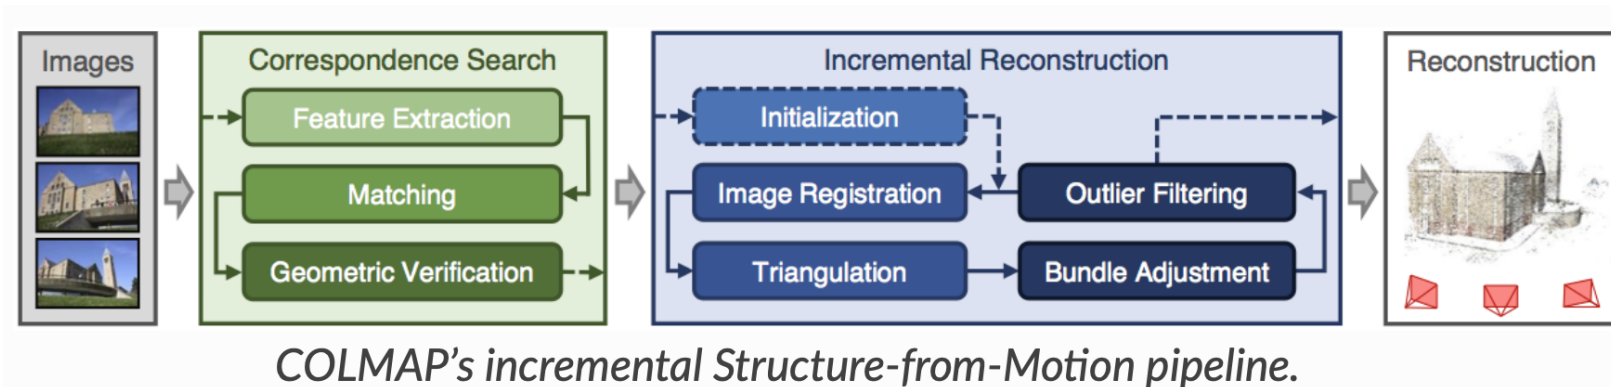 Images
Correspondence Search
Feature Extraction
Matching
Geometric Verification
Incremental Reconstruction
Initialization
Image Registration
Triangulation
Outlier Filtering
Bundle Adjustment
Reconstruction
COLMAP's incremental Structure-from-Motion pipeline.